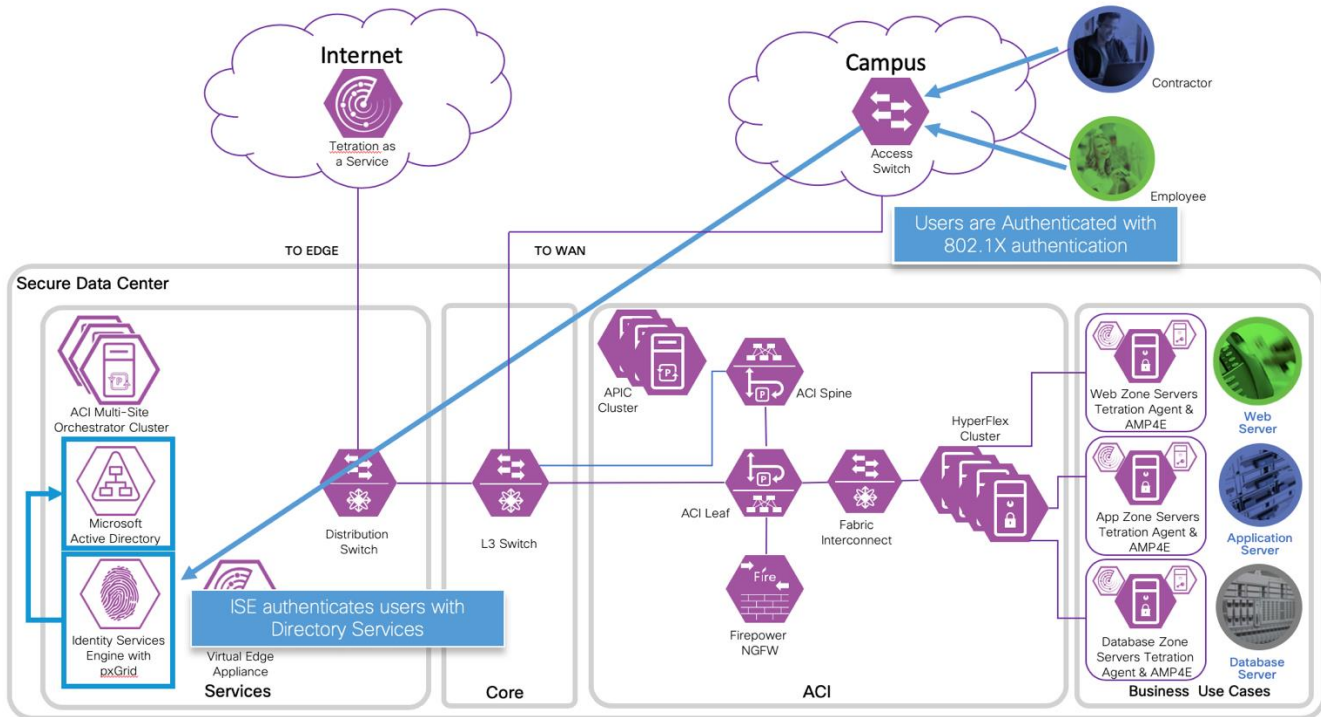 Internet
Tetration as
a Service
Campus
Access
Switch
Contractor
Employee
Users are Authenticated with
802.1X authentication
TO EDGE
TO WAN
Secure Data Center
ACI Multi-Site
Orchestrator Cluster
Microsoft
Active Directory
Identity Services
Engine with
pxGrid
ISE authenticates users with
Directory Services
Virtual Edge
Appliance
Services
Distribution
Switch
L3 Switch
Core
APIC
Cluster
P
P
ACI Spine
P
ACI Leaf
Fabric
Interconnect
HyperFlex
Cluster
Fire
Firepower
NGFW
ACI
Web Zone Servers
Tetration Agent &
AMP4E
Web
Server
App Zone Servers
Tetration Agent &
AMP4E
Application
Server
Database Zone
Servers Tetration
Agent & AMP4E
Database
Server
Business Use Cases
P